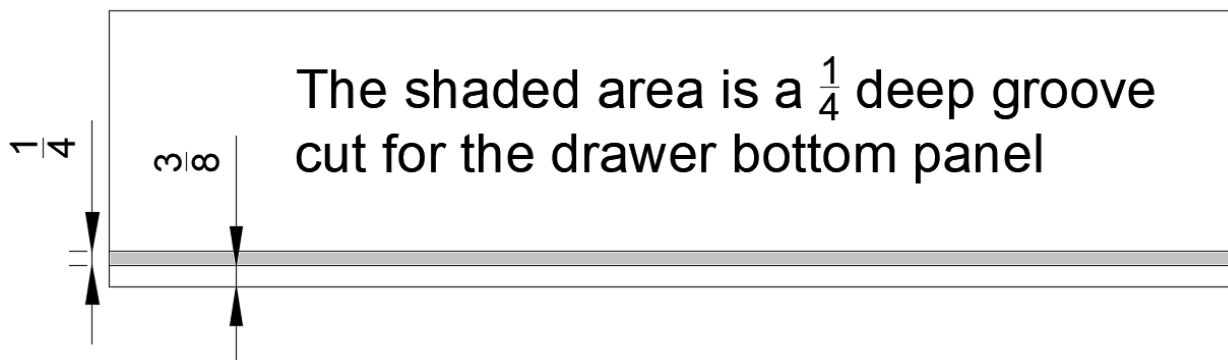 The shaded area is a 1/4 deep groove
cut for the drawer bottom panel
1/4
3/8